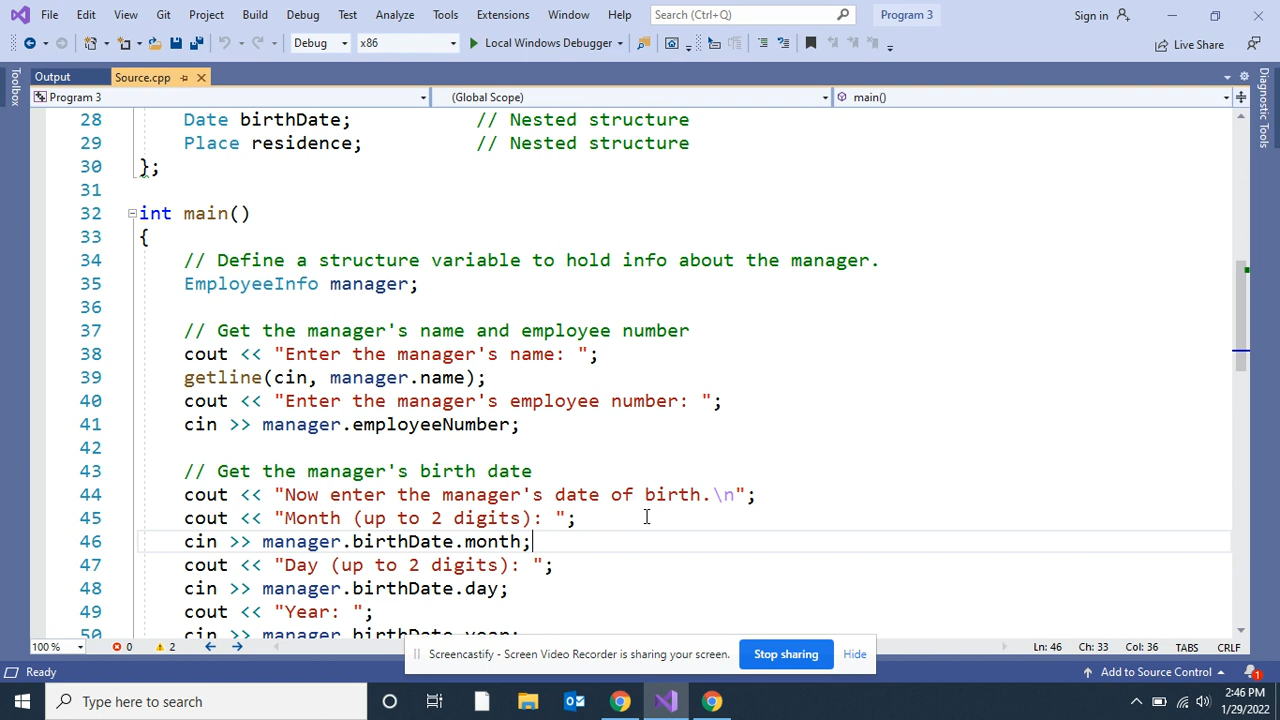 File Edit View Git Project Build Debug Test Analyze Tools Extensions Window Help Search (Ctrl+Q) Program 3 Sign in
Debug x86 Local Windows Debugger Live Share
Output Source.cpp
Toolbox
Diagnostic Tools
Program 3 (Global Scope) main()
28 Date birthDate; // Nested structure
29 Place residence; // Nested structure
30 };
31
32 int main()
33 {
34 // Define a structure variable to hold info about the manager.
35 EmployeeInfo manager;
36
37 // Get the manager's name and employee number
38 cout << "Enter the manager's name: ";
39 getline(cin, manager.name);
40 cout << "Enter the manager's employee number: ";
41 cin >> manager.employeeNumber;
42
43 // Get the manager's birth date
44 cout << "Now enter the manager's date of birth.\n";
45 cout << "Month (up to 2 digits): ";
46 cin >> manager.birthDate.month;
47 cout << "Day (up to 2 digits): ";
48 cin >> manager.birthDate.day;
49 cout << "Year: ";
50 cin >> manager.birthDate.year;
100 % 0 2 Ln: 46 Ch: 33 Col: 36 TABS CRLF
Screencastify - Screen Video Recorder is sharing your screen. Stop sharing Hide
Ready Add to Source Control 1
Type here to search 2:46 PM
1/29/2022